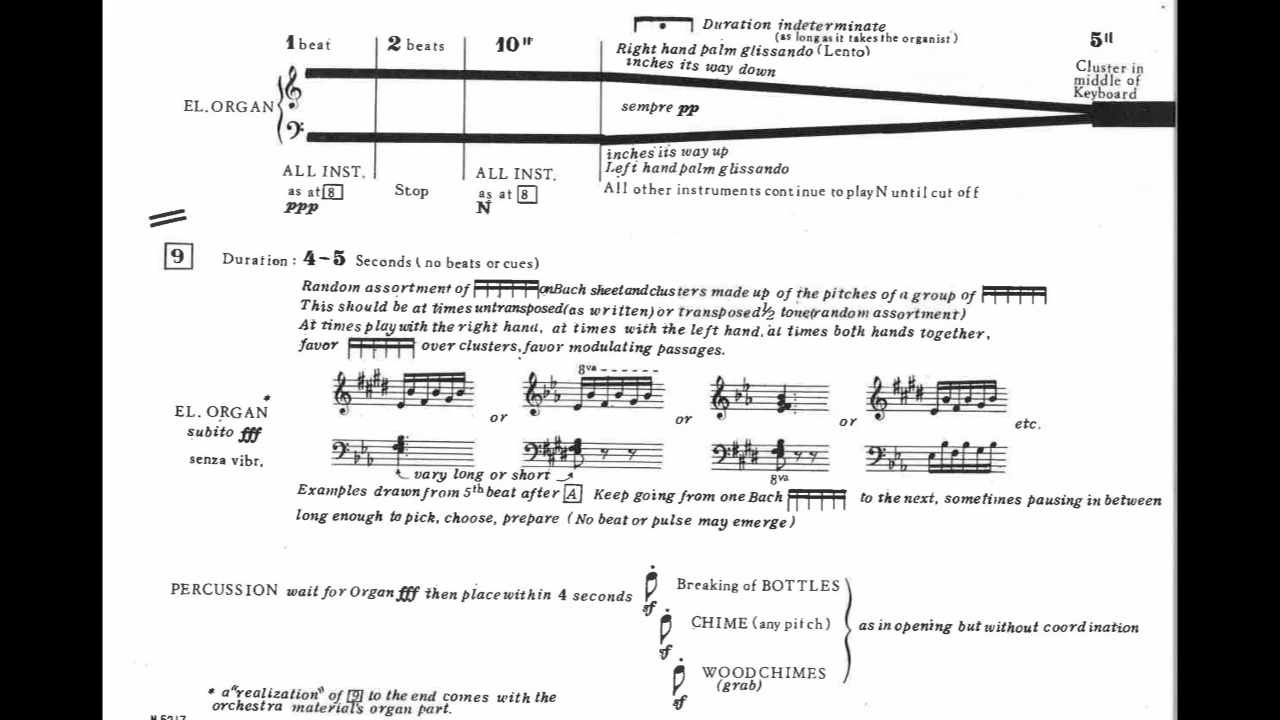 Duration indeterminate
(as long as it takes the organist)
1 beat 2 beats 10" Right hand palm glissando (Lento) 5"
inches its way down
Cluster in
middle of
Keyboard
EL. ORGAN sempre pp
inches its way up
Left hand palm glissando
ALL INST. ALL INST.
as at 8 Stop as at 8 All other instruments continue to play N until cut off
ppp N
9 Duration: 4-5 Seconds (no beats or cues)
Random assortment of on Bach sheet and clusters made up of the pitches of a group of
This should be at times untransposed (as written) or transposed ½ tone (random assortment)
At times play with the right hand, at times with the left hand, at times both hands together,
favor over clusters, favor modulating passages.
8va
EL. ORGAN*
or or or etc.
subito fff
senza vibr.
vary long or short
8va
Examples drawn from 5th beat after A Keep going from one Bach to the next, sometimes pausing in between
long enough to pick, choose, prepare (No beat or pulse may emerge)
PERCUSSION wait for Organ fff then place within 4 seconds
Breaking of BOTTLES
sf
CHIME (any pitch) as in opening but without coordination
sf
WOODCHIMES
(grab)
sf
* a "realization" of 9 to the end comes with the
orchestra material's organ part.